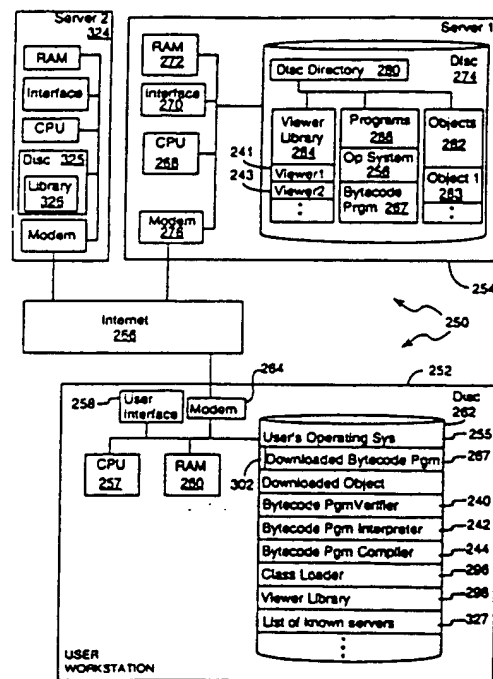 Server 2
324
RAM
Interface
CPU
Disc 325
Library
326
Modem
Server 1
RAM
272
Interface
270
CPU
268
Modem
276
Disc
274
Disc Directory 280
Viewer
Library
284
241
Viewer1
243
Viewer2
Programs
266
Op System
256
Bytecode
Prgm 267
Objects
282
Object 1
283
254
250
Internet
256
252
264
258
User
Interface
Modem
Disc
262
CPU
257
RAM
260
User's Operating Sys
255
302
Downloaded Bytecode Pgm
267
Downloaded Object
Bytecode PgmVerifier
240
Bytecode Pgm Interpreter
242
Bytecode Pgm Compiler
244
Class Loader
296
Viewer Library
298
List of known servers
327
USER
WORKSTATION